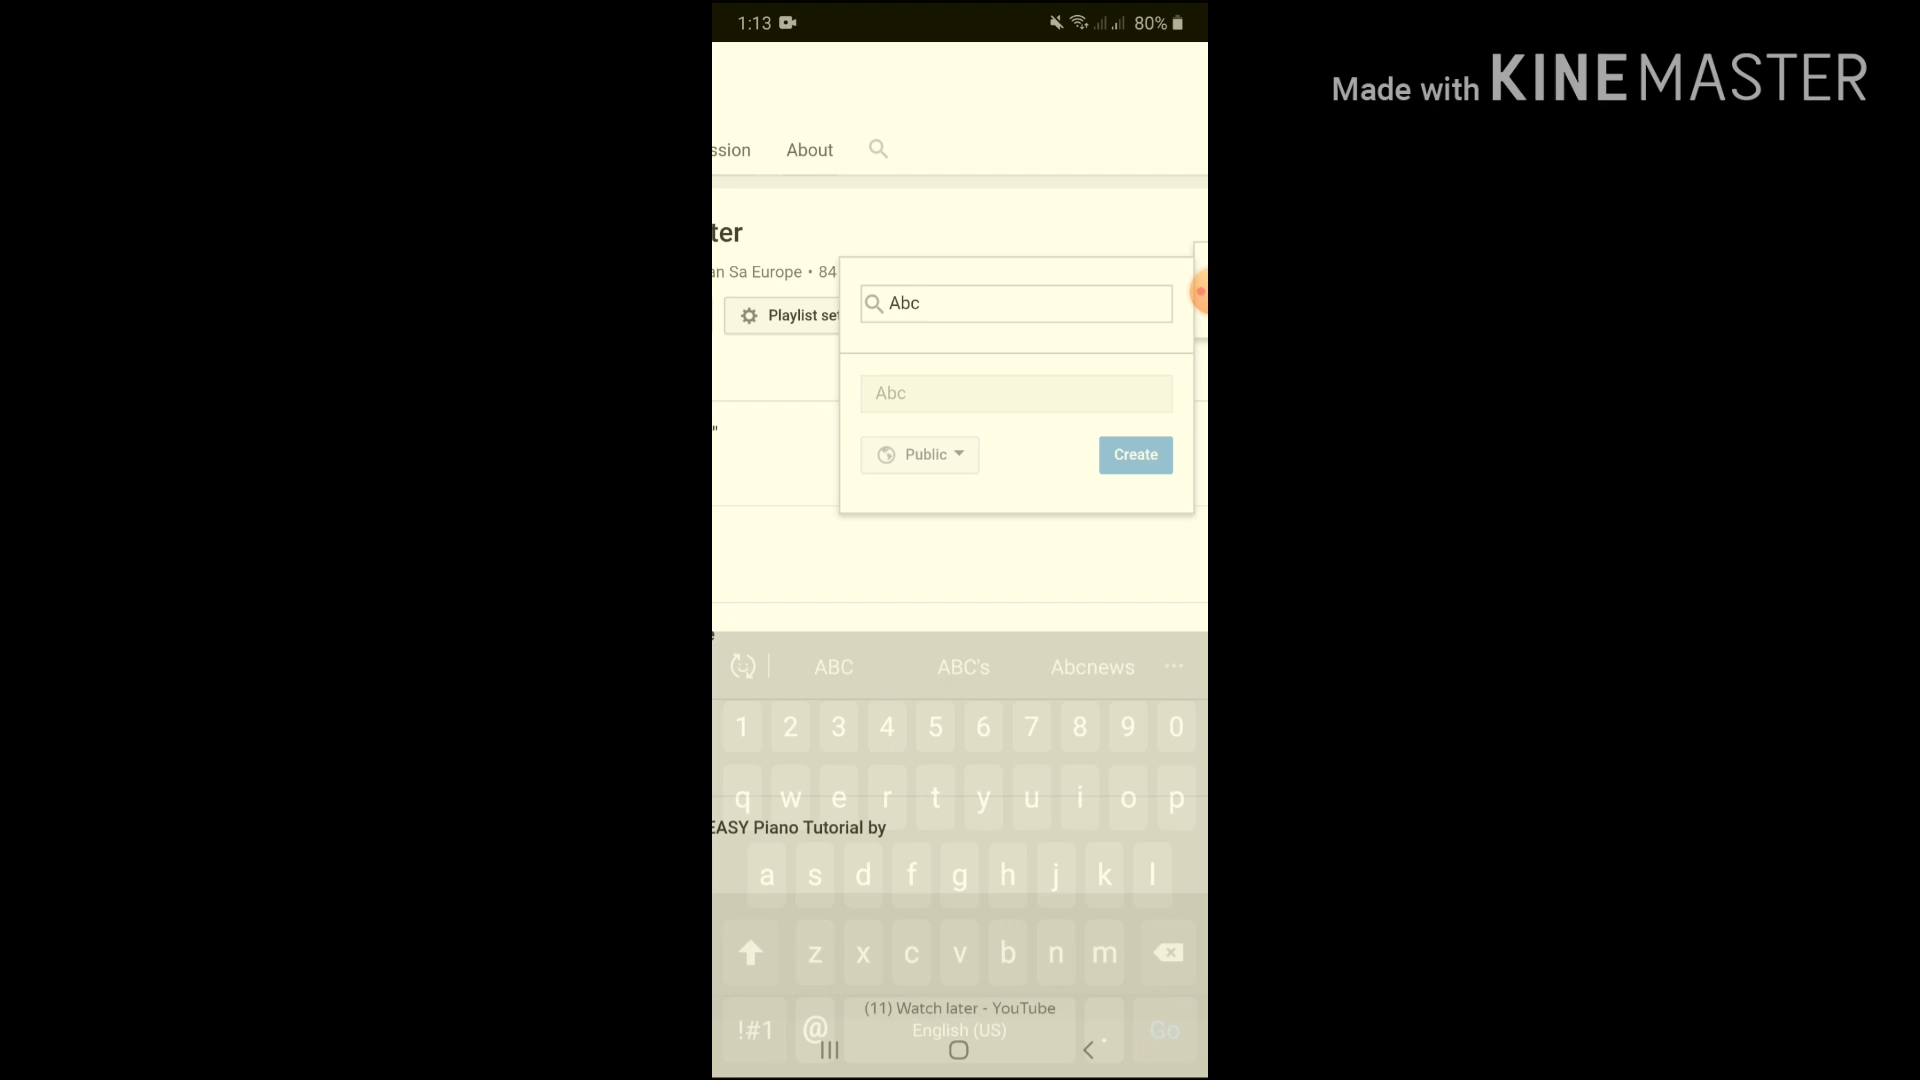 1:13
80%
Made with KINEMASTER
ssion About
ter
an Sa Europe • 84
Abc
Playlist set
Abc
"
Public
Create
e
ABC ABC's Abcnews ...
1 2 3 4 5 6 7 8 9 0
q w e r t y u i o p
EASY Piano Tutorial by
a s d f g h j k l
z x c v b n m
(11) Watch later - YouTube
!#1 @ English (US) . Go